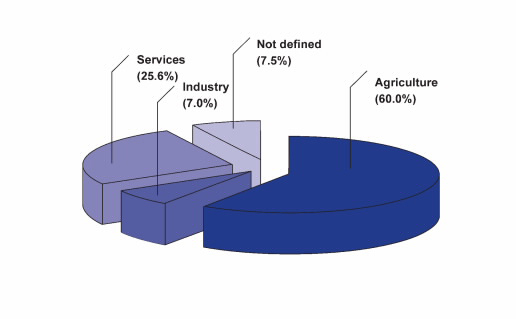 Not defined
(7.5%)
Services
(25.6%)
Industry
(7.0%)
Agriculture
(60.0%)